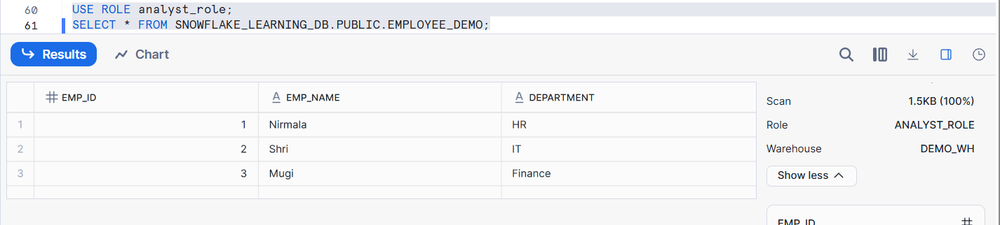 60 USE ROLE analyst_role;
61 SELECT * FROM SNOWFLAKE_LEARNING_DB.PUBLIC.EMPLOYEE_DEMO;
Results Chart
EMP_ID EMP_NAME DEPARTMENT
1 1 Nirmala HR
2 2 Shri IT
3 3 Mugi Finance
Scan 1.5KB (100%)
Role ANALYST_ROLE
Warehouse DEMO_WH
Show less
EMP_ID